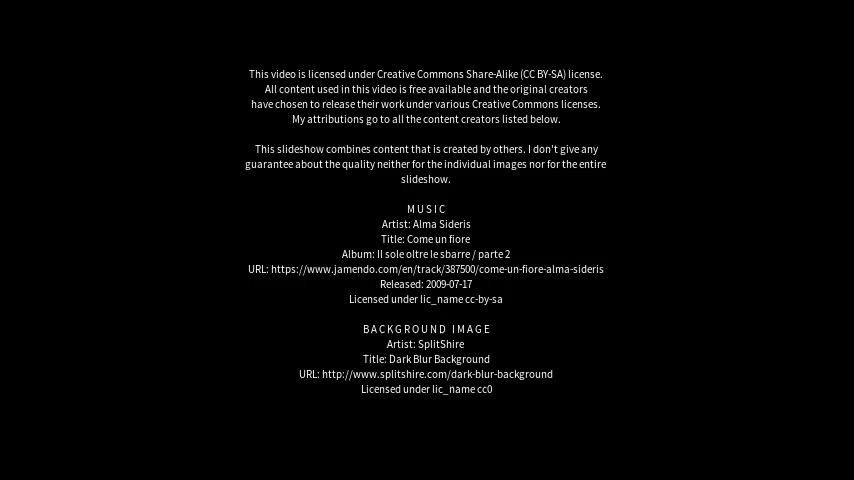 This video is licensed under Creative Commons Share-Alike (CC BY-SA) license.
All content used in this video is free available and the original creators
have chosen to release their work under various Creative Commons licenses.
My attributions go to all the content creators listed below.
This slideshow combines content that is created by others. I don't give any
guarantee about the quality neither for the individual images nor for the entire
slideshow.
MUSIC
Artist: Alma Sideris
Title: Come un fiore
Album: Il sole oltre le sbarre / parte 2
URL: https://www.jamendo.com/en/track/387500/come-un-fiore-alma-sideris
Released: 2009-07-17
Licensed under lic_name cc-by-sa
BACKGROUND IMAGE
Artist: SplitShire
Title: Dark Blur Background
URL: http://www.splitshire.com/dark-blur-background
Licensed under lic_name cc0